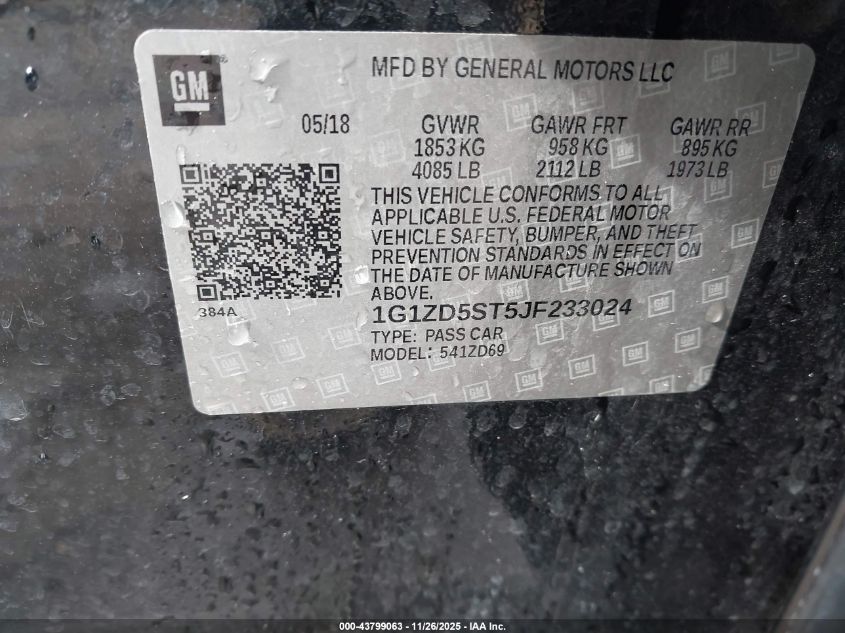 GM
MFD BY GENERAL MOTORS LLC
05/18 GVWR GAWR FRT GAWR RR
1853 KG 958 KG 895 KG
4085 LB 2112 LB 1973 LB
THIS VEHICLE CONFORMS TO ALL
APPLICABLE U.S. FEDERAL MOTOR
VEHICLE SAFETY, BUMPER, AND THEFT
PREVENTION STANDARDS IN EFFECT ON
THE DATE OF MANUFACTURE SHOWN
ABOVE.
384A
1G1ZD5ST5JF233024
TYPE: PASS CAR
MODEL: 541ZD69
000-43799063 - 11/26/2025 - IAA Inc.